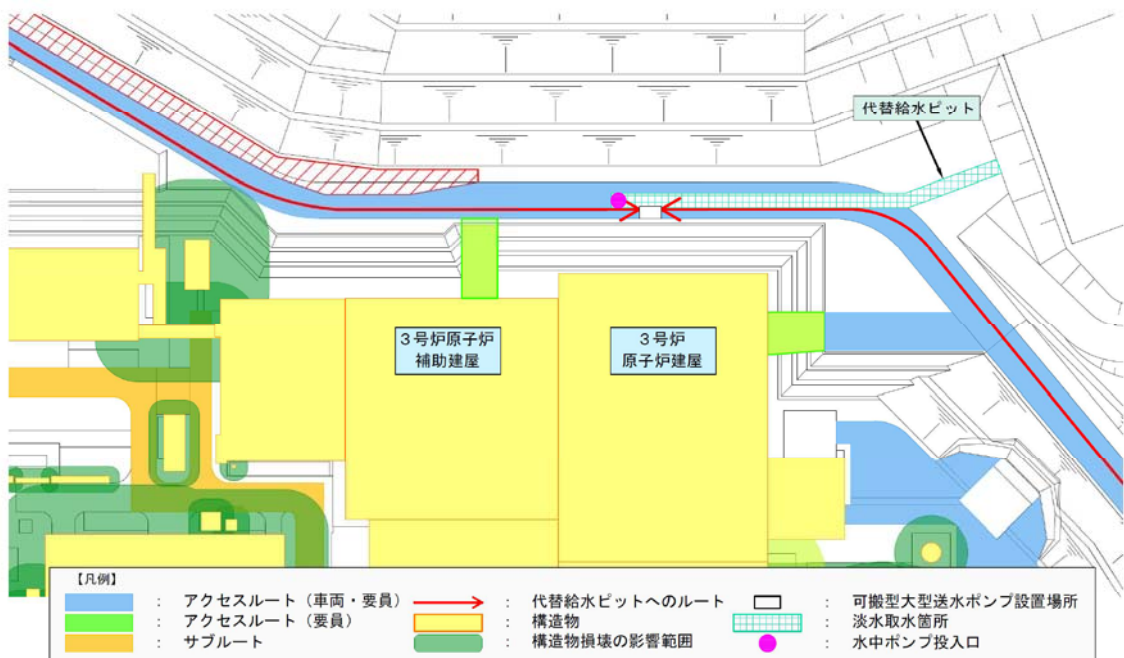 代替給水ピット
3号炉原子炉
補助建屋
3号炉
原子炉建屋
【凡例】
: アクセスルート（車両・要員） : 代替給水ピットへのルート : 可搬型大型送水ポンプ設置場所
: アクセスルート（要員） : 構造物 : 淡水取水箇所
: サブルート : 構造物損壊の影響範囲 : 水中ポンプ投入口